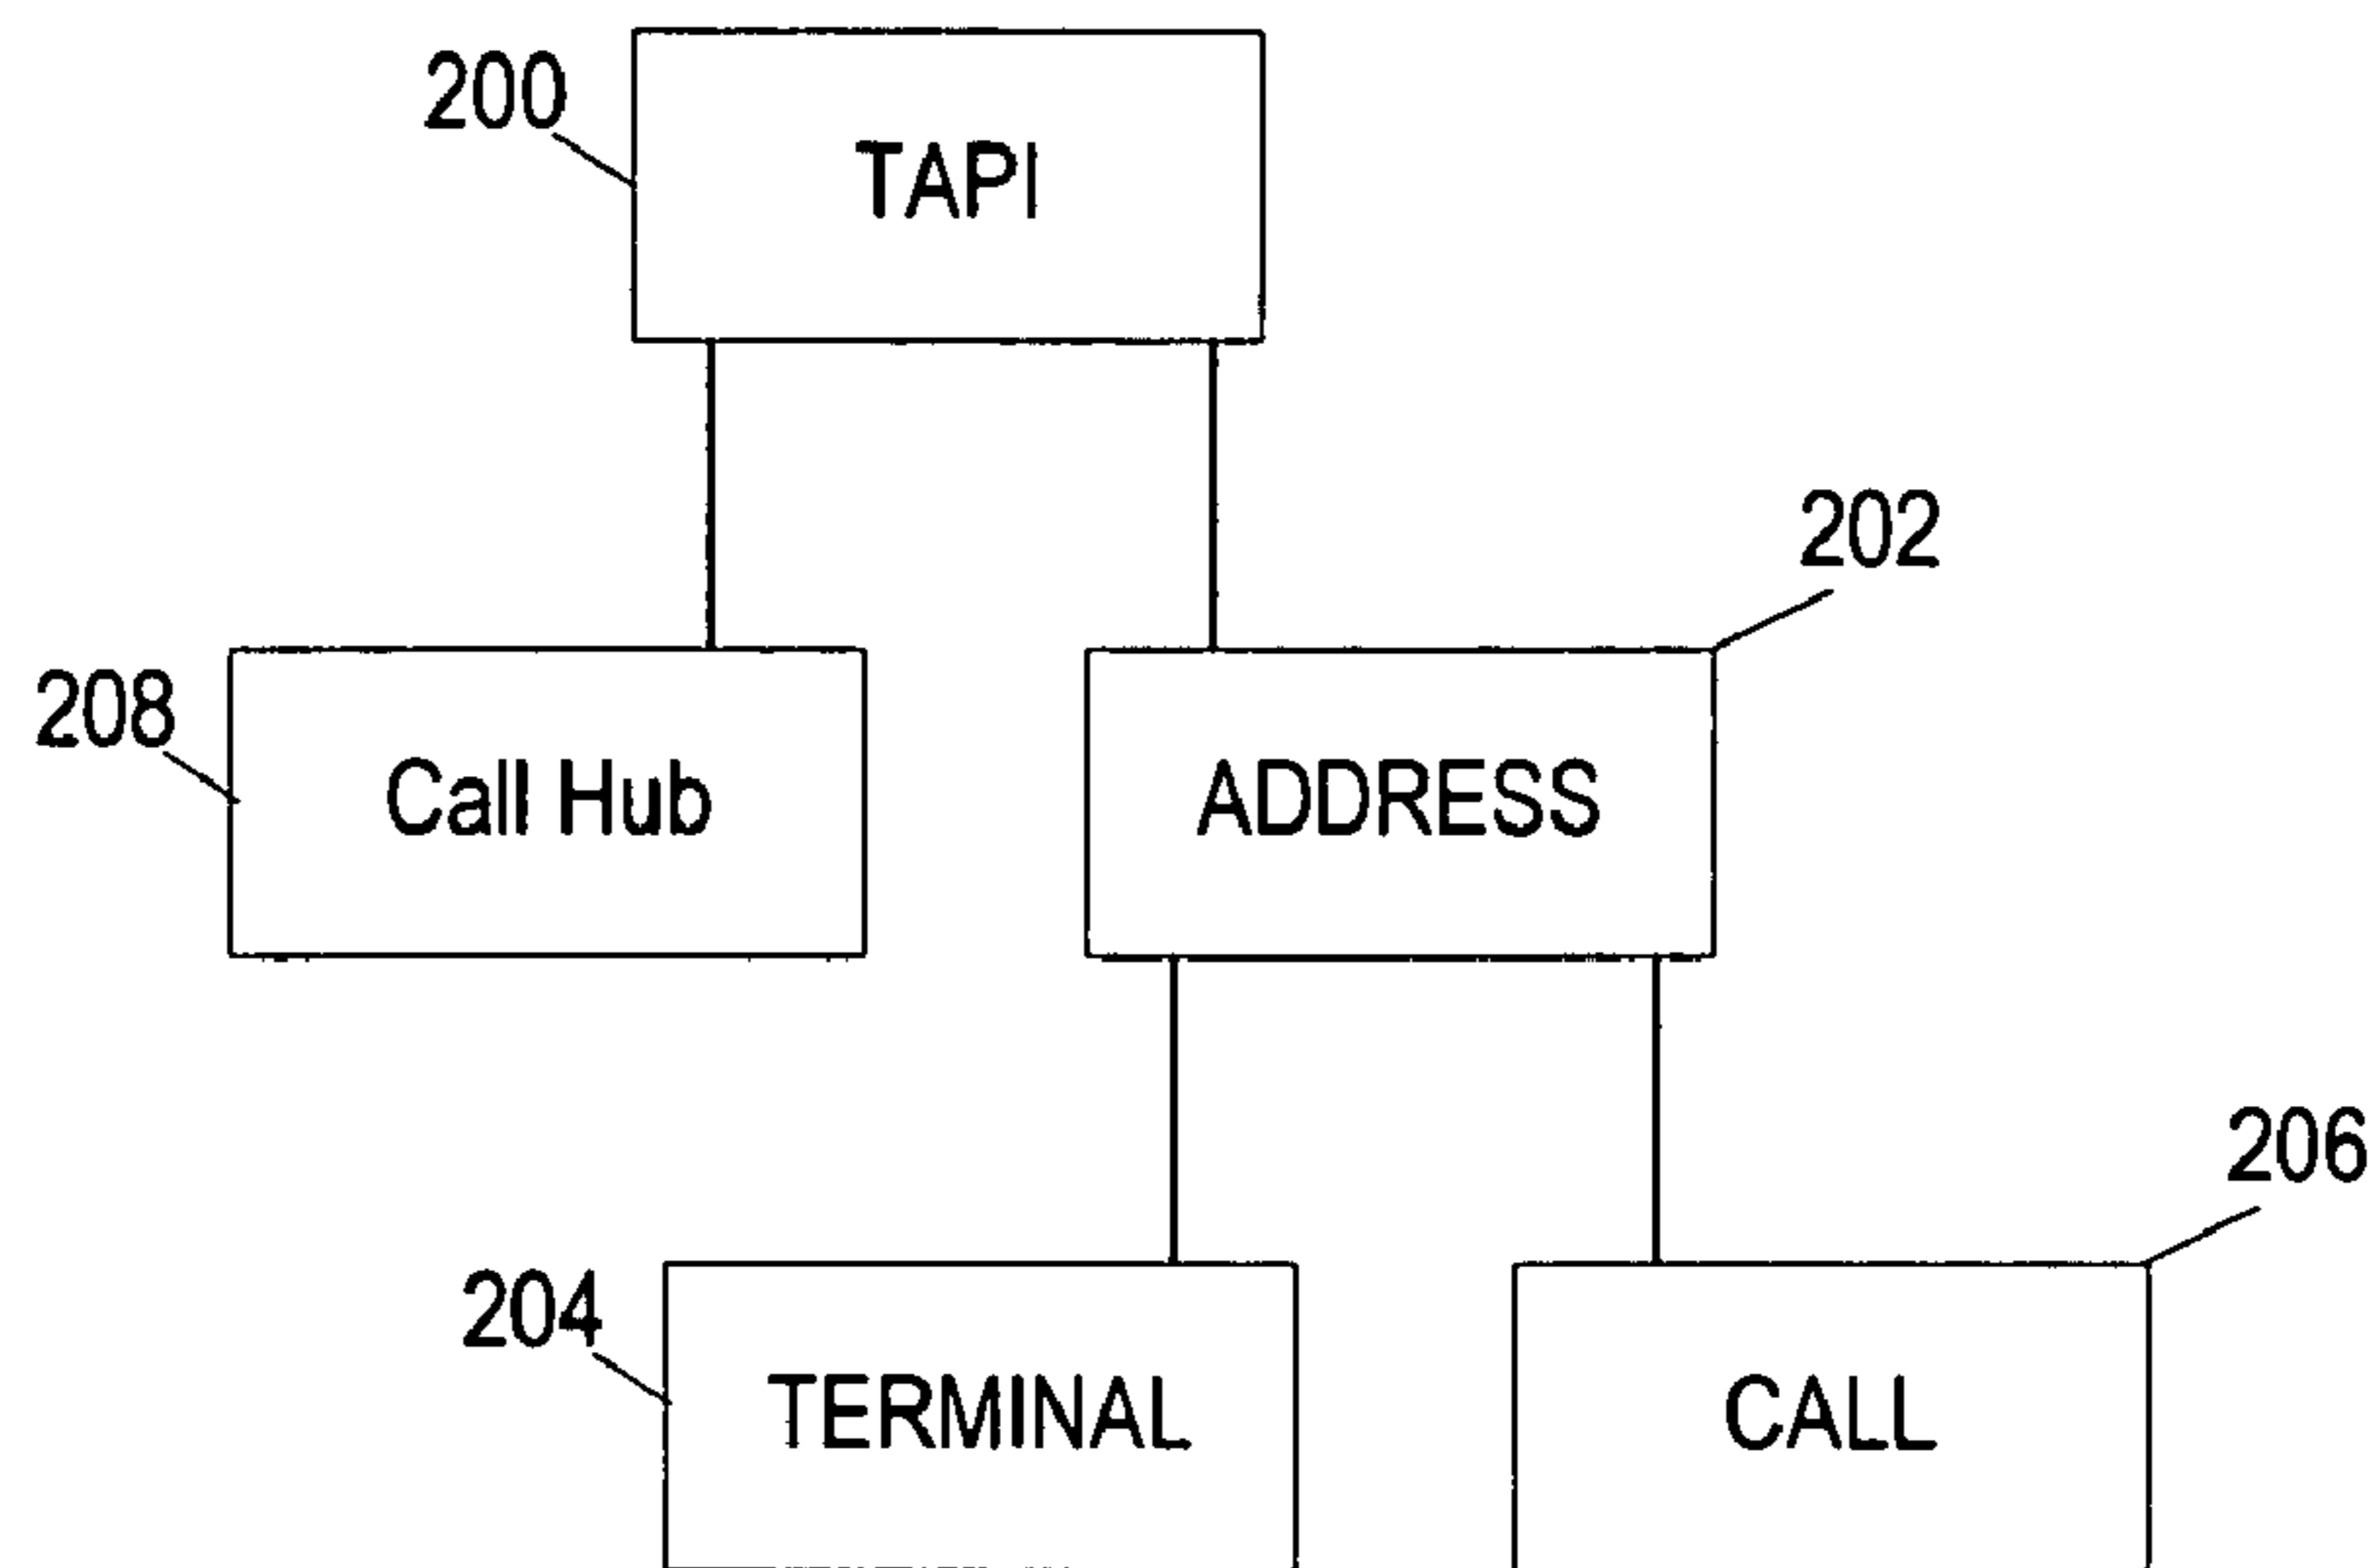 200
TAPI
202
208
Call Hub
ADDRESS
206
204
TERMINAL
CALL